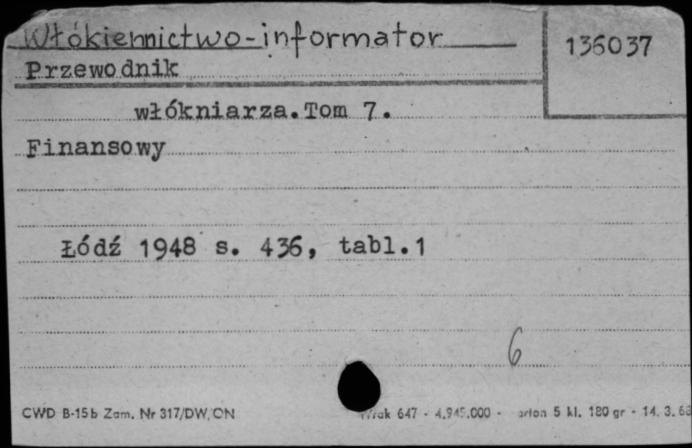 Włókiennictwo-informator
136037
Przewodnik
włókniarza.Tom 7.
Finansowy
Łódź 1948 s. 436, tabl.1
6
CWD B-15b Zam. Nr 317/DW/ON 647 - 4.945.000 - 5 kl. 180 gr - 14. 3. 63